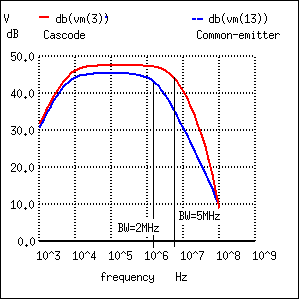 V db(vm(3)) db(vm(13))
dB Cascode Common-emitter
50.0
40.0
30.0
20.0
10.0
BW=2MHz BW=5MHz
0.0
10^3 10^4 10^5 10^6 10^7 10^8 10^9
frequency Hz